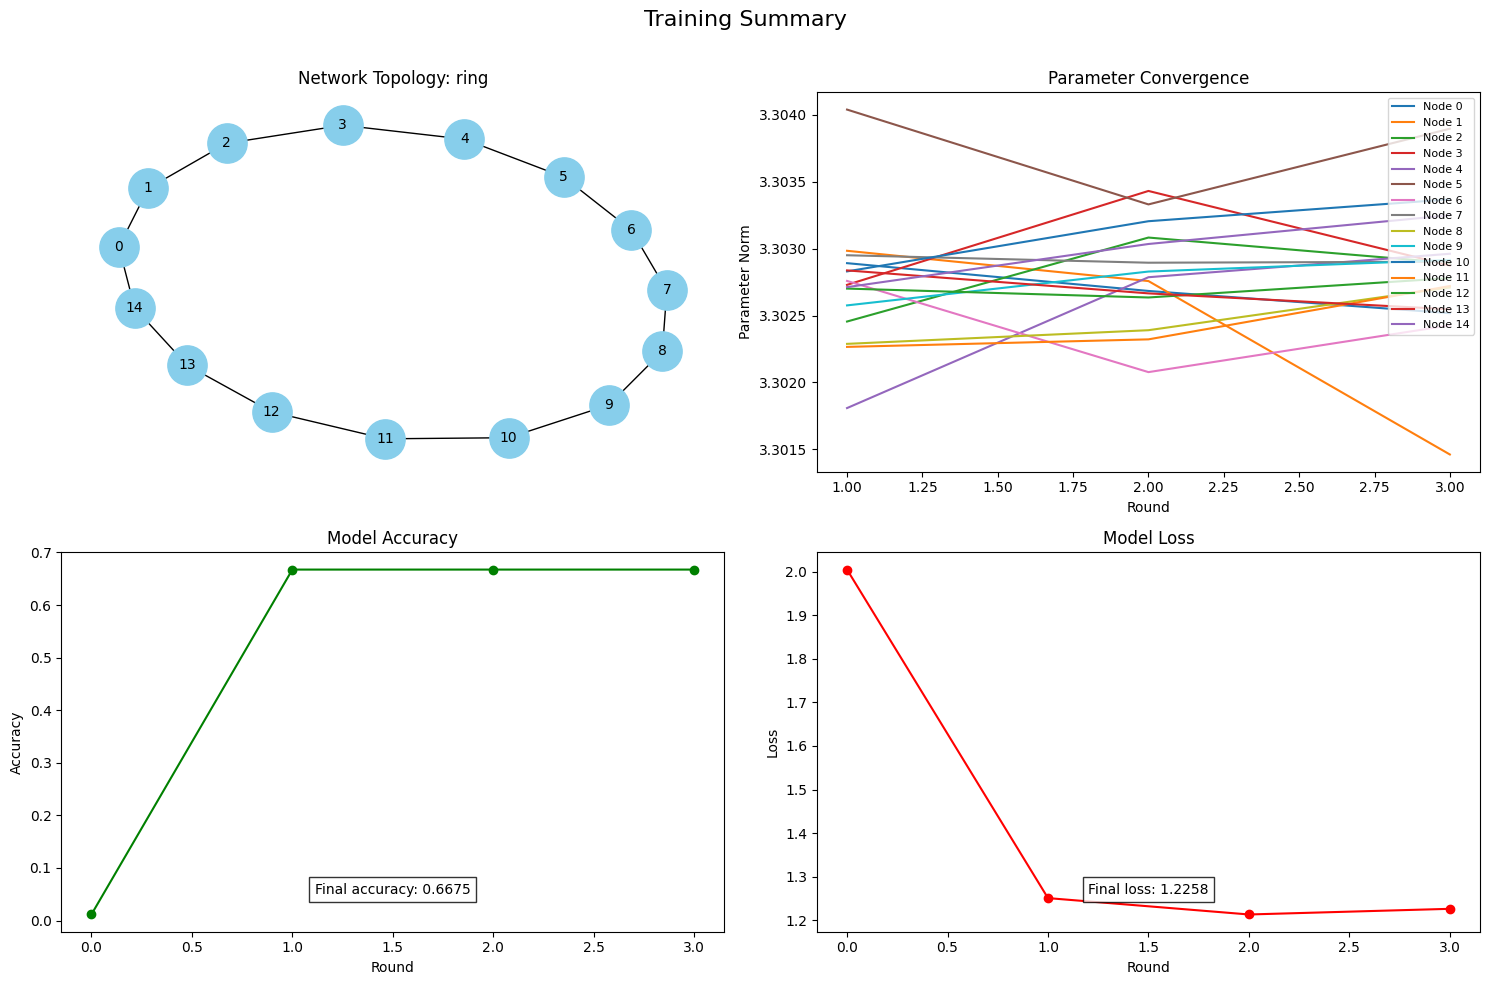 Training Summary
Network Topology: ring
3
2
4
5
1
6
0
7
14
8
13
9
12
11
10
Parameter Convergence
Parameter Norm
3.3040
3.3035
3.3030
3.3025
3.3020
3.3015
Node 0
Node 1
Node 2
Node 3
Node 4
Node 5
Node 6
Node 7
Node 8
Node 9
Node 10
Node 11
Node 12
Node 13
Node 14
1.00 1.25 1.50 1.75 2.00 2.25 2.50 2.75 3.00
Round
Model Accuracy
Accuracy
0.7
0.6
0.5
0.4
0.3
0.2
0.1
0.0
Final accuracy: 0.6675
0.0 0.5 1.0 1.5 2.0 2.5 3.0
Round
Model Loss
Loss
2.0
1.9
1.8
1.7
1.6
1.5
1.4
1.3
1.2
Final loss: 1.2258
0.0 0.5 1.0 1.5 2.0 2.5 3.0
Round